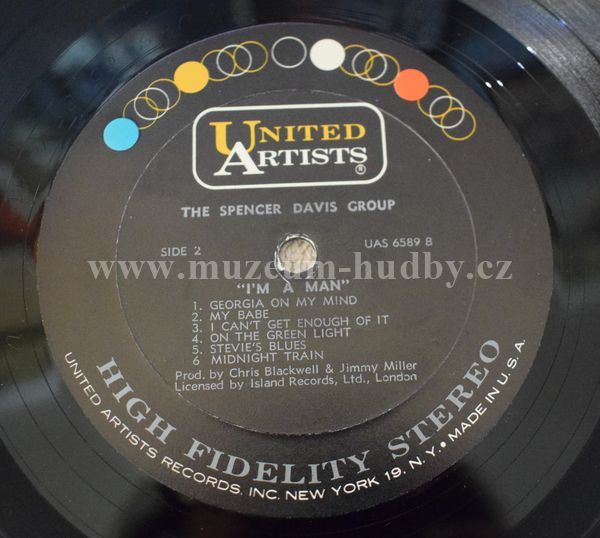 UNITED
ARTISTS®
THE SPENCER DAVIS GROUP
SIDE 2
UAS 6589 B
www.muzeum-hudby.cz
"I'M A MAN"
1. GEORGIA ON MY MIND
2. MY BABE
3. I CAN'T GET ENOUGH OF IT
4. ON THE GREEN LIGHT
5. STEVIE'S BLUES
6 MIDNIGHT TRAIN
Prod. by Chris Blackwell & Jimmy Miller
Licensed by Island Records, Ltd., London
HIGH FIDELITY STEREO
UNITED ARTISTS RECORDS, INC. NEW YORK 19, N.Y. • MADE IN U.S.A.